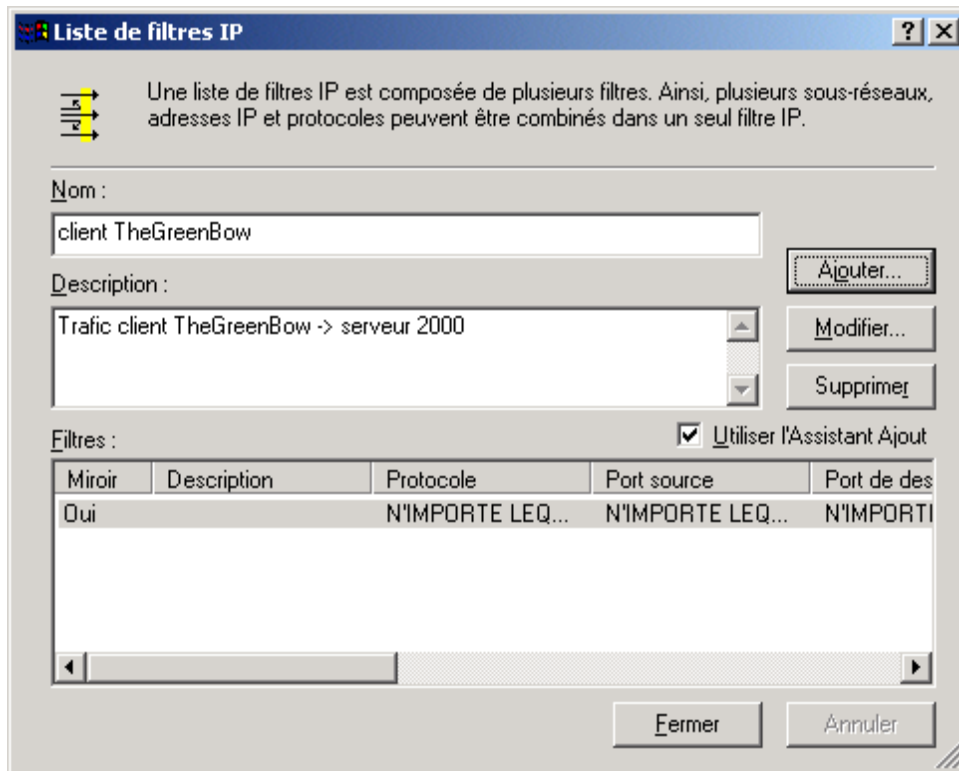 Liste de filtres IP
Une liste de filtres IP est composée de plusieurs filtres. Ainsi, plusieurs sous-réseaux,
adresses IP et protocoles peuvent être combinés dans un seul filtre IP.
Nom :
client TheGreenBow
Ajouter...
Description :
Trafic client TheGreenBow -> serveur 2000
Modifier...
Supprimer
Filtres :
Utiliser l'Assistant Ajout
Miroir Description Protocole Port source Port de des
Oui N'IMPORTE LEQ... N'IMPORTE LEQ... N'IMPORTI
Fermer Annuler